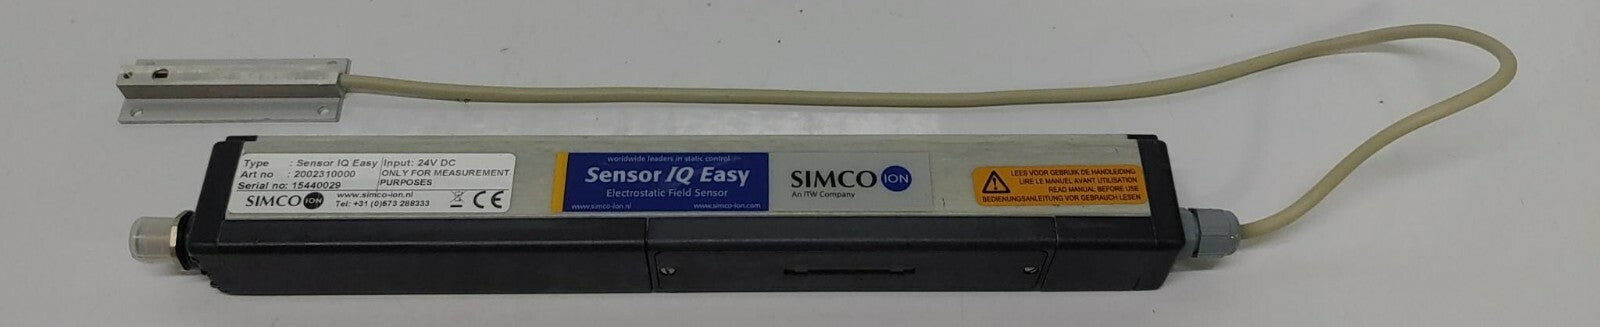 Type : Sensor IQ Easy Input: 24V DC
Art no : 2002310000 ONLY FOR MEASUREMENT
Serial no: 15440029 PURPOSES
SIMCO ION www.simco-ion.nl
Tel: +31 (0)573 288333 CE
worldwide leaders in static control
Sensor IQ Easy
Electrostatic Field Sensor
www.simco-ion.nl www.simco-ion.com
SIMCO ION
An ITW Company
LEES VOOR GEBRUIK DE HANDLEIDING
LIRE LE MANUEL AVANT UTILISATION
READ MANUAL BEFORE USE
BEDIENUNGSANLEITUNG VOR GEBRAUCH LESEN